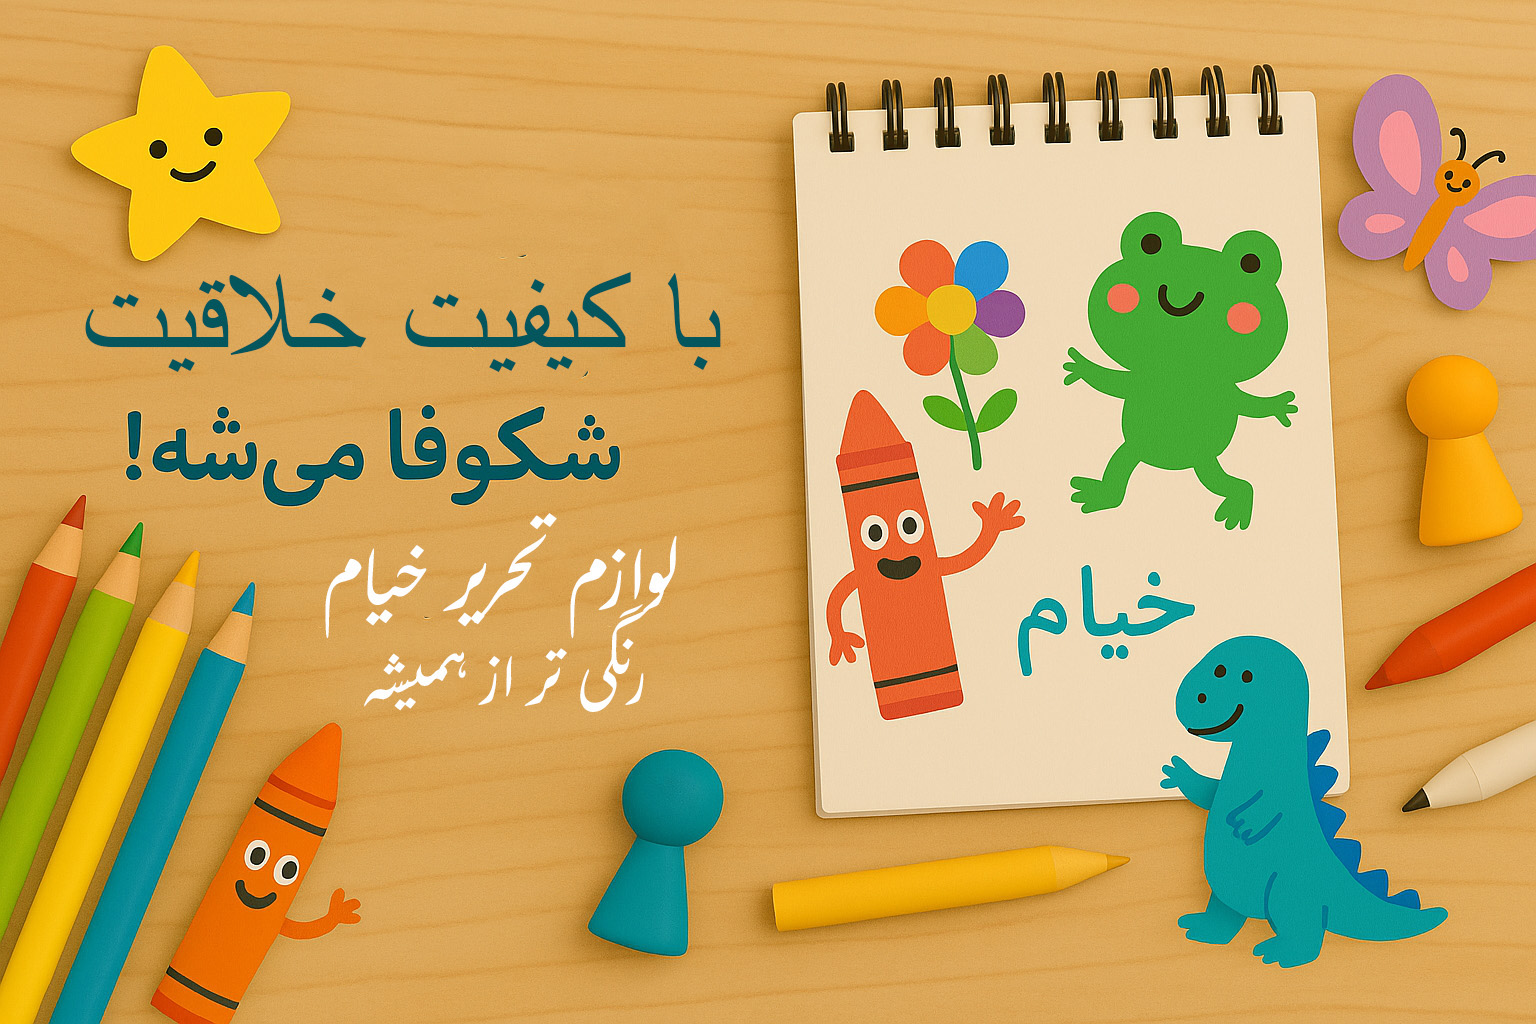 با کیفیت خلاقیت
شکوفا می‌شه!
لوازم تحریر خیام
رنگی تر از همیشه
خیام